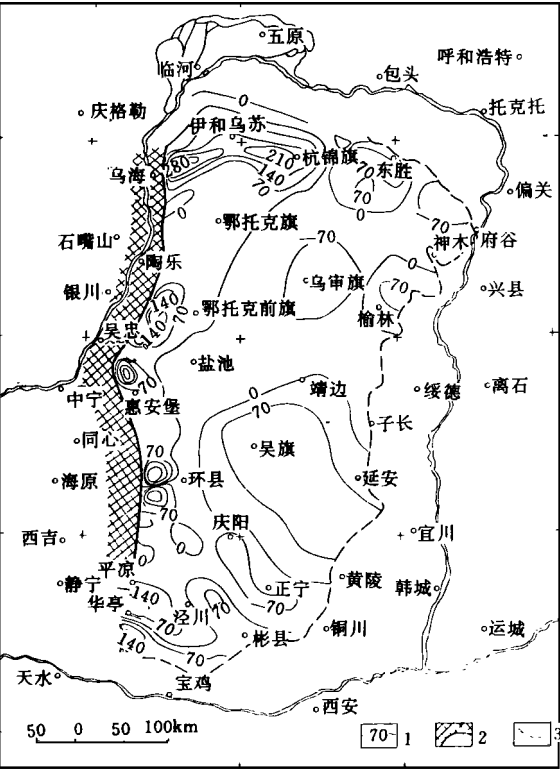 五原
呼和浩特
临河
包头
庆格勒
0
托克托
伊和乌苏
280
210
杭锦旗
140
70
乌海
70
东胜
70
0
偏关
0
70
鄂托克旗
石嘴山
70
神木
府谷
陶乐
0
银川
140
70
乌审旗
70
兴县
鄂托克前旗
榆林
吴忠
140
盐池
70
靖边
0
绥德
离石
中宁
惠安堡
70
子长
同心
吴旗
70
海原
环县
延安
庆阳
70
西吉
0
宜川
平凉
0
静宁
140
正宁
黄陵
韩城
华亭
泾川
70
70
70
140
70
彬县
铜川
运城
天水
宝鸡
西安
50 0 50 100km
70 1
2
3